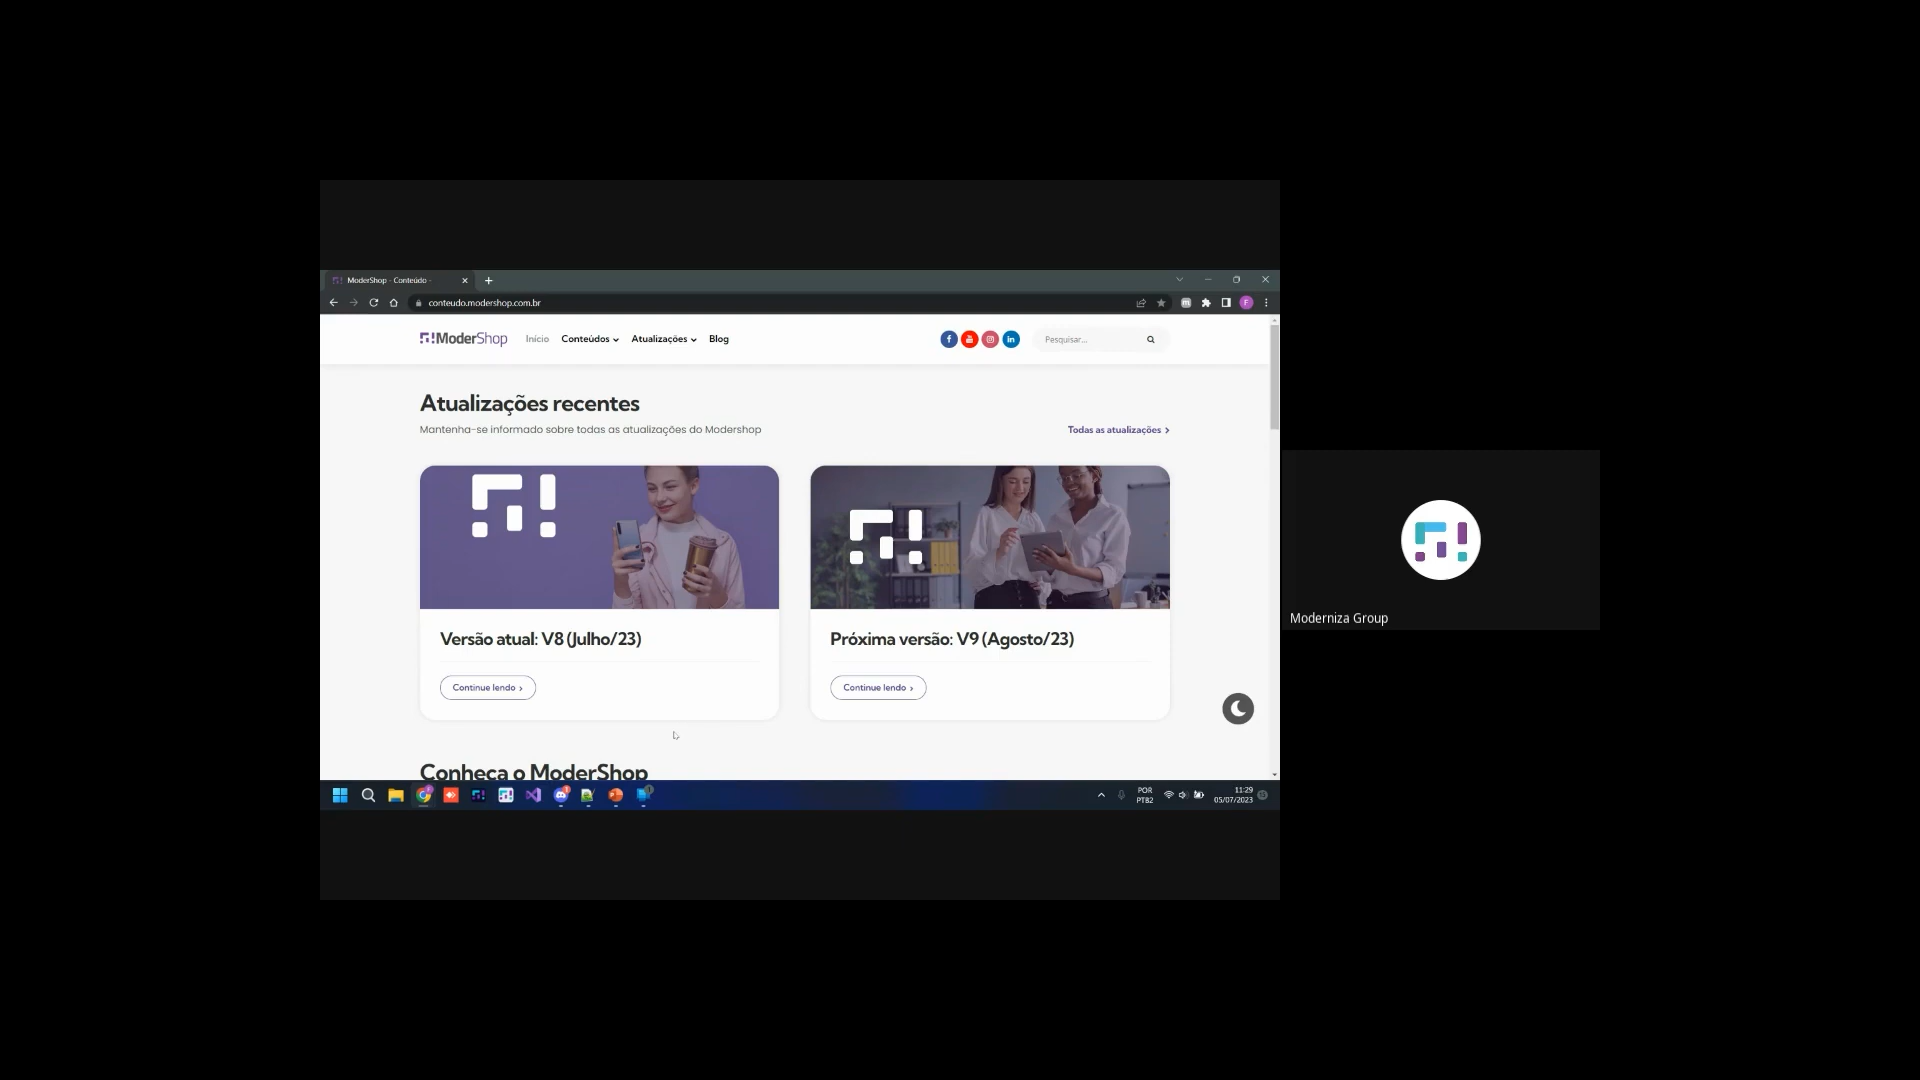 ModerShop - Conteúdo -
conteudo.modershop.com.br
ModerShop Início Conteúdos Atualizações Blog Pesquisar...
Atualizações recentes
Mantenha-se informado sobre todas as atualizações do Modershop
Todas as atualizações
Versão atual: V8 (Julho/23)
Próxima versão: V9 (Agosto/23)
Continue lendo
Continue lendo
Moderniza Group
Conheça o ModerShop
POR
PTB2
11:29
05/07/2023